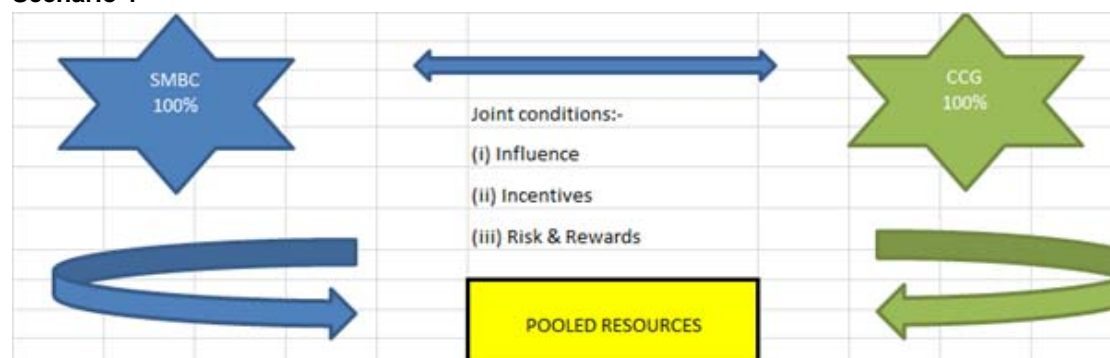 SMBC
100%
CCG
100%
Joint conditions:-
(i) Influence
(ii) Incentives
(iii) Risk & Rewards
POOLED RESOURCES